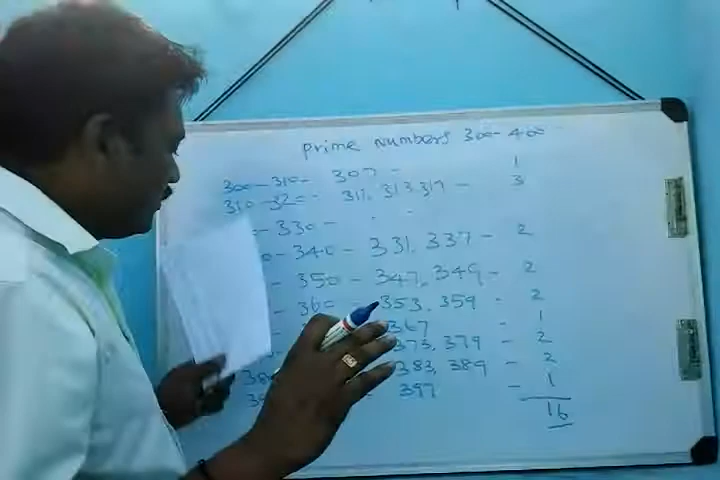 prime numbers 300-400
300-310- 307 - 1
310-320- 311, 313, 317 - 3
- 330 - . -
- 340 - 331, 337 - 2
- 350 - 347, 349 - 2
- 360 - 353, 359 - 2
367 - 1
373, 379 - 2
383, 389 - 2
397 - 1
16